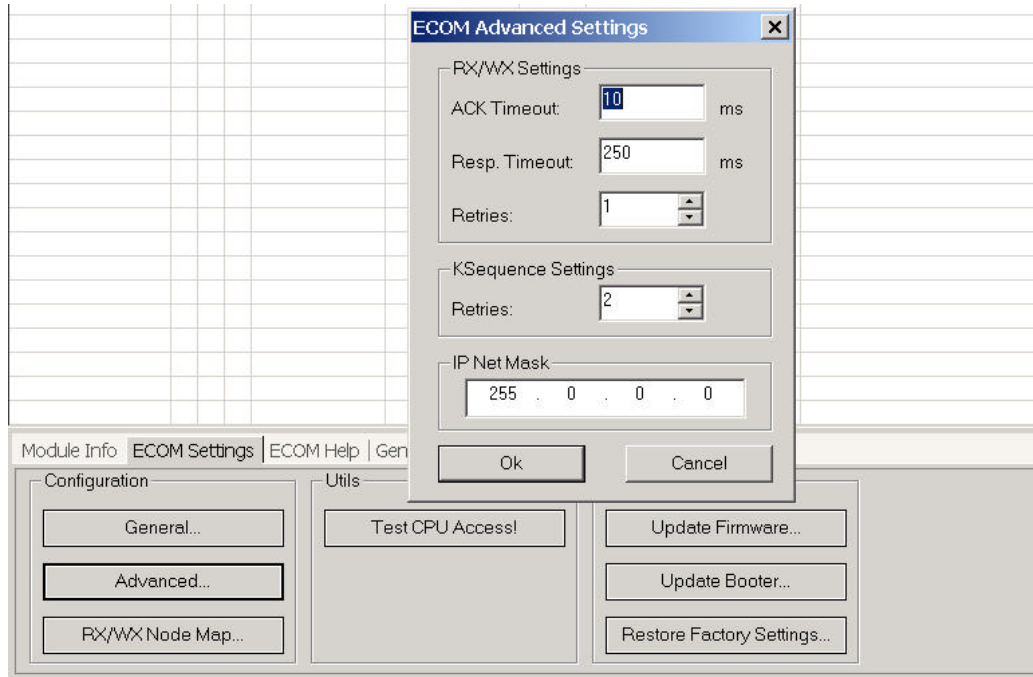 ECOM Advanced Settings
RX/WX Settings
ACK Timeout: 10 ms
Resp. Timeout: 250 ms
Retries: 1
KSequence Settings
Retries: 2
IP Net Mask
255 . 0 . 0 . 0
Ok Cancel
Module Info ECOM Settings ECOM Help Gen
Configuration Utils
General... Test CPU Access! Update Firmware...
Advanced... Update Booter...
RX/WX Node Map... Restore Factory Settings...